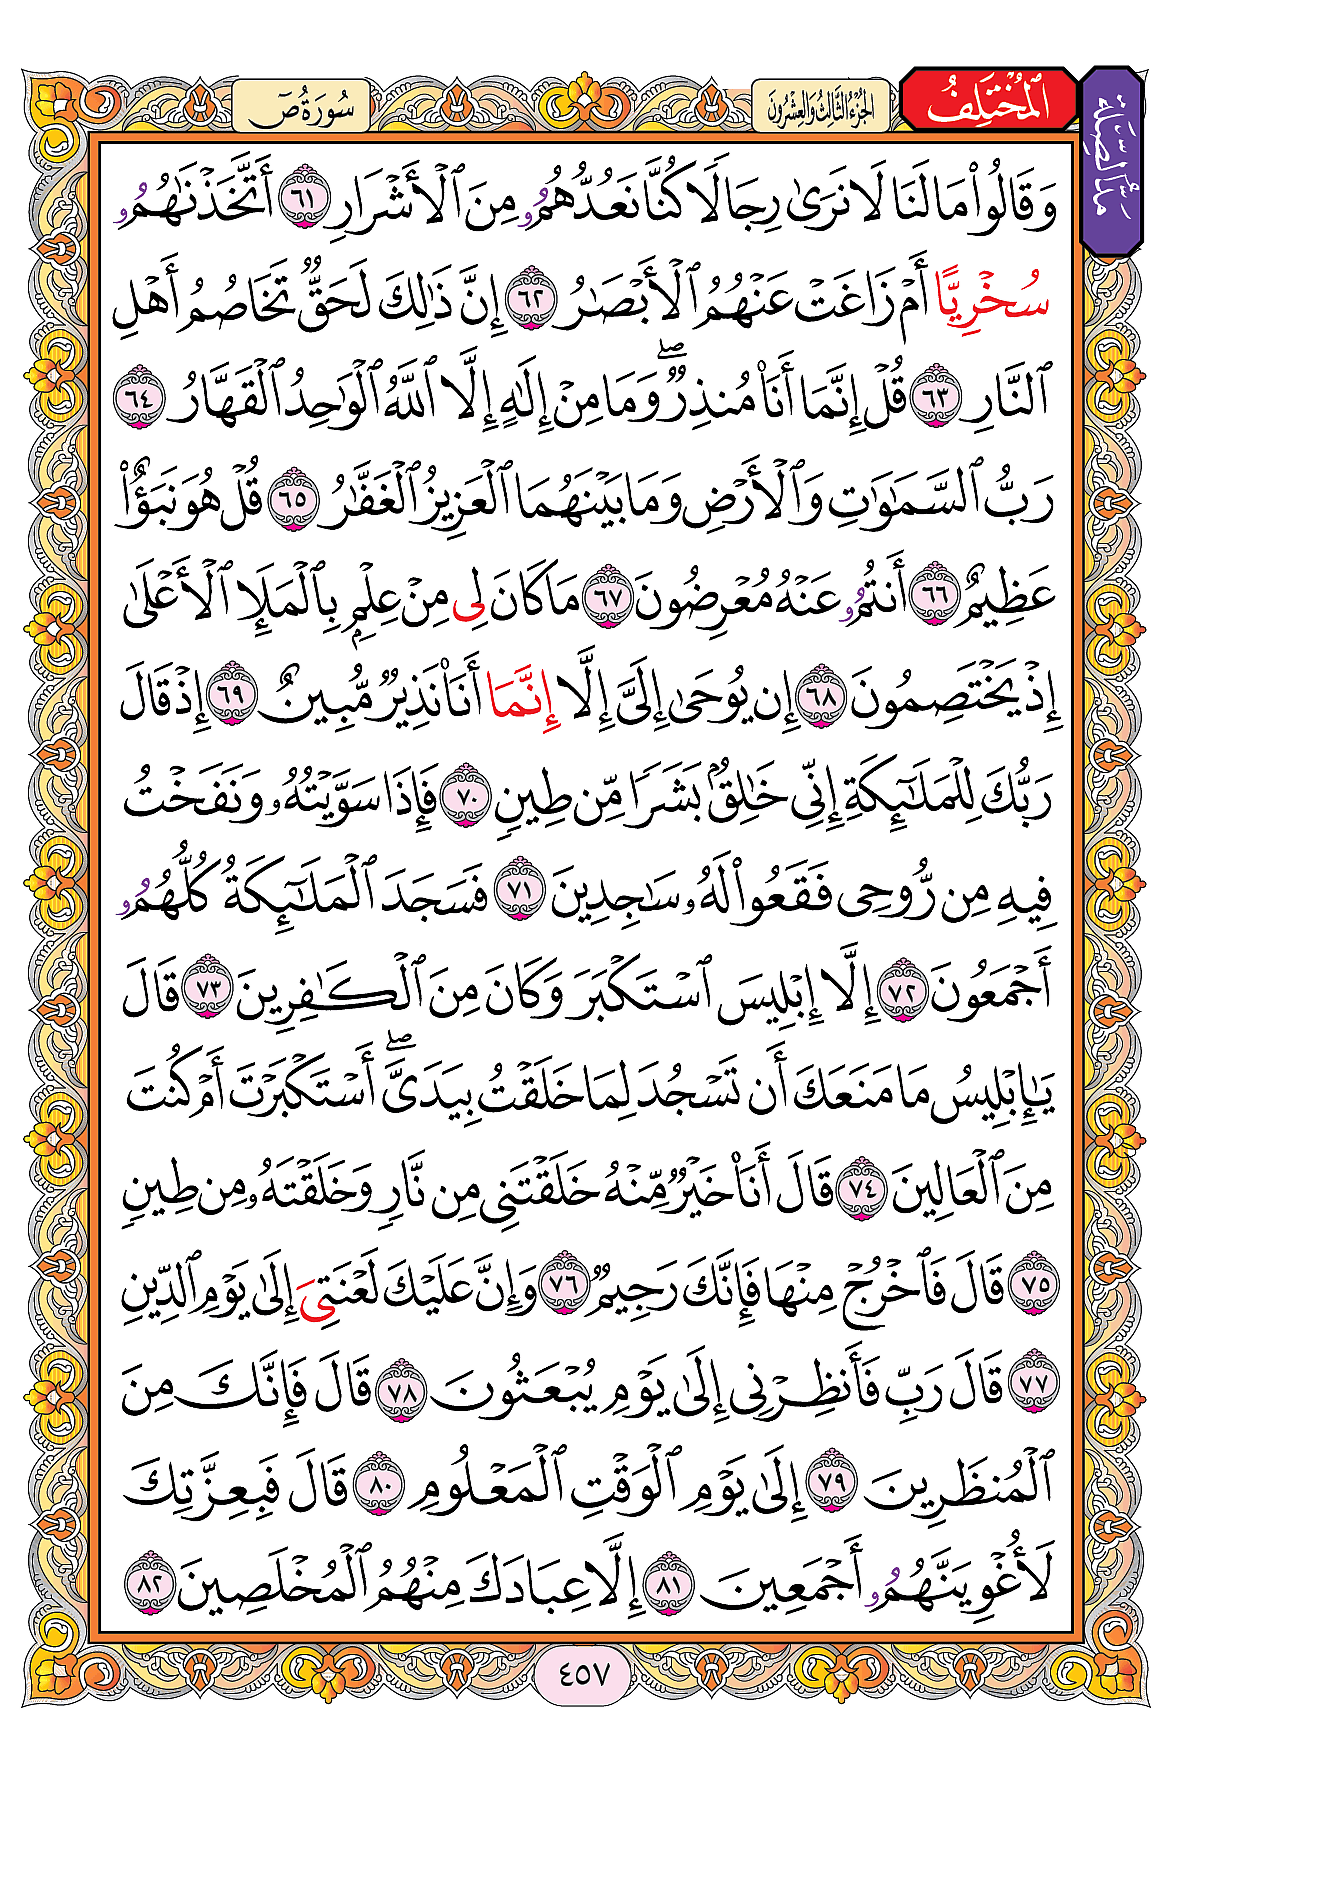 مَدُّ الصِّلَة
الْمُخْتَلِفُ
الجُزْءُ الثَّالِثُ وَالعِشْرُونَ
سُورَةُ صٓ
وَقَالُوا۟ مَا لَنَا لَا نَرَىٰ رِجَالًا كُنَّا نَعُدُّهُمُۥ مِنَ ٱلْأَشْرَارِ ٦١ أَتَّخَذْنَٰهُمُۥ
سُخْرِيًّا أَمْ زَاغَتْ عَنْهُمُ ٱلْأَبْصَٰرُ ٦٢ إِنَّ ذَٰلِكَ لَحَقٌّ تَخَاصُمُ أَهْلِ
ٱلنَّارِ ٦٣ قُلْ إِنَّمَا أَنَا۠ مُنذِرٌ ۖ وَمَا مِنْ إِلَٰهٍ إِلَّا ٱللَّهُ ٱلْوَٰحِدُ ٱلْقَهَّارُ ٦٤
رَبُّ ٱلسَّمَٰوَٰتِ وَٱلْأَرْضِ وَمَا بَيْنَهُمَا ٱلْعَزِيزُ ٱلْغَفَّٰرُ ٦٥ قُلْ هُوَ نَبَؤٌا۟
عَظِيمٌ ٦٦ أَنتُمُۥ عَنْهُ مُعْرِضُونَ ٦٧ مَا كَانَ لِى مِنْ عِلْمٍۭ بِٱلْمَلَإِ ٱلْأَعْلَىٰ
إِذْ يَخْتَصِمُونَ ٦٨ إِن يُوحَىٰ إِلَىَّ إِلَّا إِنَّمَا أَنَا۠ نَذِيرٌ مُّبِينٌ ٦٩ إِذْ قَالَ
رَبُّكَ لِلْمَلَٰٓئِكَةِ إِنِّى خَٰلِقٌۢ بَشَرًا مِّن طِينٍ ٧٠ فَإِذَا سَوَّيْتُهُۥ وَنَفَخْتُ
فِيهِ مِن رُّوحِى فَقَعُوا۟ لَهُۥ سَٰجِدِينَ ٧١ فَسَجَدَ ٱلْمَلَٰٓئِكَةُ كُلُّهُمُۥ
أَجْمَعُونَ ٧٢ إِلَّا إِبْلِيسَ ٱسْتَكْبَرَ وَكَانَ مِنَ ٱلْكَٰفِرِينَ ٧٣ قَالَ
يَٰإِبْلِيسُ مَا مَنَعَكَ أَن تَسْجُدَ لِمَا خَلَقْتُ بِيَدَىَّ ۖ أَسْتَكْبَرْتَ أَمْ كُنتَ
مِنَ ٱلْعَالِينَ ٧٤ قَالَ أَنَا۠ خَيْرٌ مِّنْهُ خَلَقْتَنِى مِن نَّارٍ وَخَلَقْتَهُۥ مِن طِينٍ
٧٥ قَالَ فَٱخْرُجْ مِنْهَا فَإِنَّكَ رَجِيمٌ ٧٦ وَإِنَّ عَلَيْكَ لَعْنَتِىَ إِلَىٰ يَوْمِ ٱلدِّينِ
٧٧ قَالَ رَبِّ فَأَنظِرْنِى إِلَىٰ يَوْمِ يُبْعَثُونَ ٧٨ قَالَ فَإِنَّكَ مِنَ
ٱلْمُنظَرِينَ ٧٩ إِلَىٰ يَوْمِ ٱلْوَقْتِ ٱلْمَعْلُومِ ٨٠ قَالَ فَبِعِزَّتِكَ
لَأُغْوِيَنَّهُمُۥ أَجْمَعِينَ ٨١ إِلَّا عِبَادَكَ مِنْهُمُ ٱلْمُخْلَصِينَ ٨٢
٤٥٧